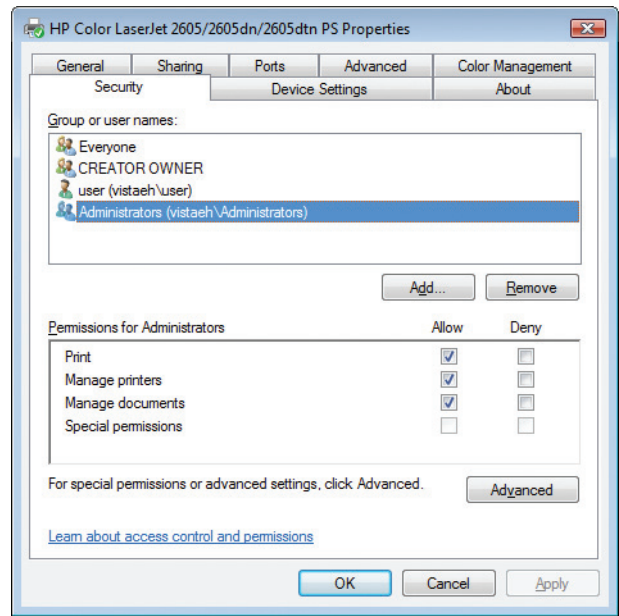 HP Color LaserJet 2605/2605dn/2605dtn PS Properties
General Sharing Ports Advanced Color Management
Security Device Settings About
Group or user names:
Everyone
CREATOR OWNER
user (vistaeh\user)
Administrators (vistaeh\Administrators)
Add... Remove
Permissions for Administrators Allow Deny
Print
Manage printers
Manage documents
Special permissions
For special permissions or advanced settings, click Advanced. Advanced
Learn about access control and permissions
OK Cancel Apply